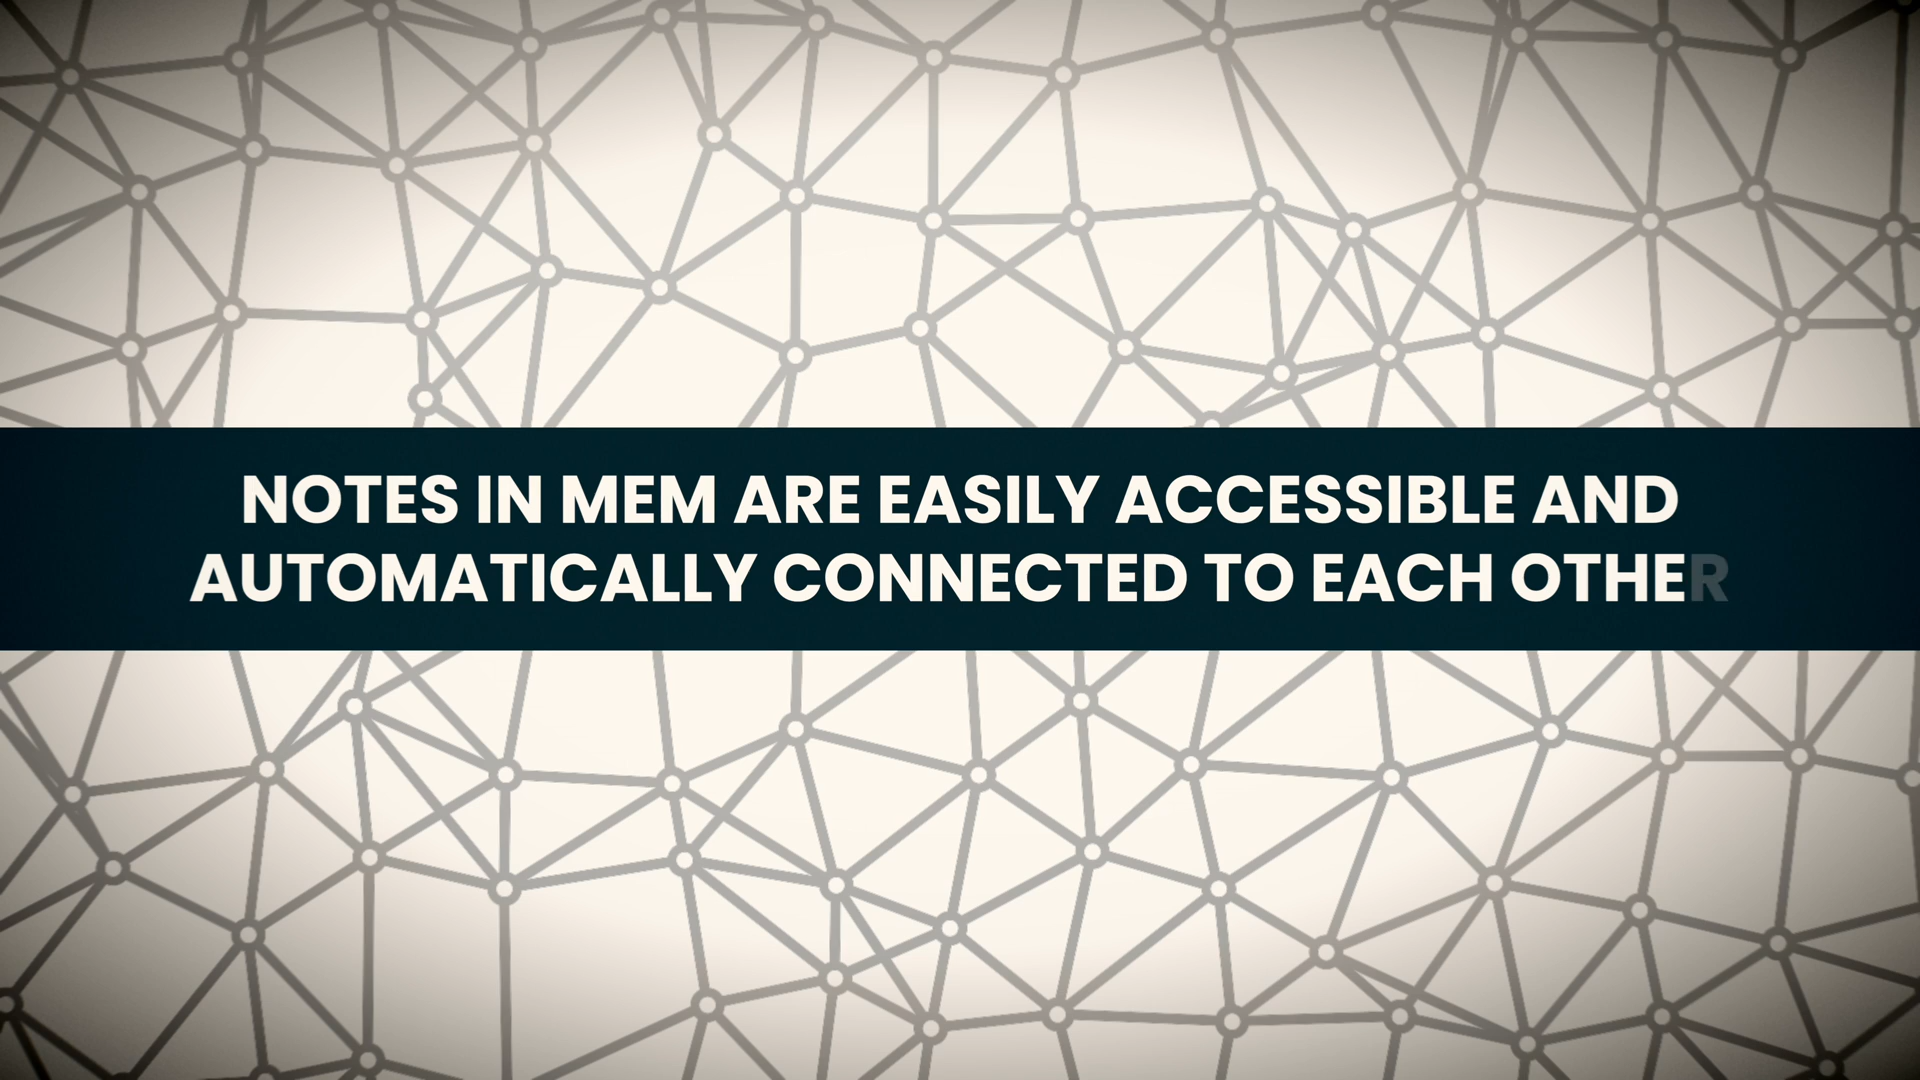 NOTES IN MEM ARE EASILY ACCESSIBLE AND
AUTOMATICALLY CONNECTED TO EACH OTHER